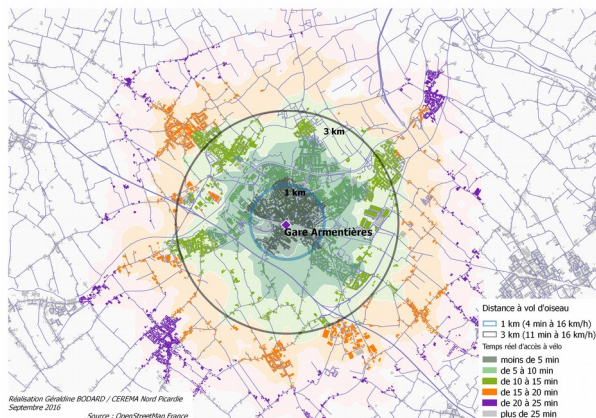 3 km
1 km
Gare Armentières
Distance à vol d'oiseau
1 km (4 min à 16 km/h)
3 km (11 min à 16 km/h)
Temps réel d'accès à vélo
moins de 5 min
de 5 à 10 min
de 10 à 15 min
de 15 à 20 min
de 20 à 25 min
plus de 25 min
Réalisation Géraldine BODARD / CEREMA Nord Picardie
Septembre 2016
Source : OpenStreetMap France